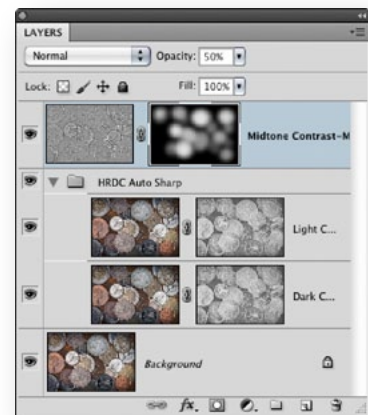 LAYERS
Normal Opacity: 50%
Lock: Fill: 100%
Midtone Contrast-M
HRDC Auto Sharp
Light C...
Dark C...
Background
fx.